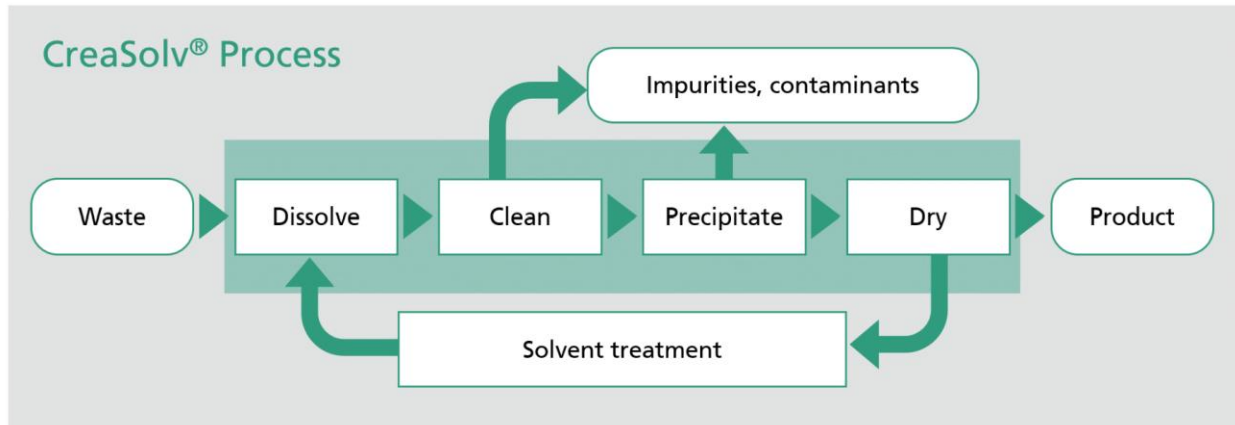 CreaSolv® Process
Impurities, contaminants
Waste
Dissolve
Clean
Precipitate
Dry
Product
Solvent treatment